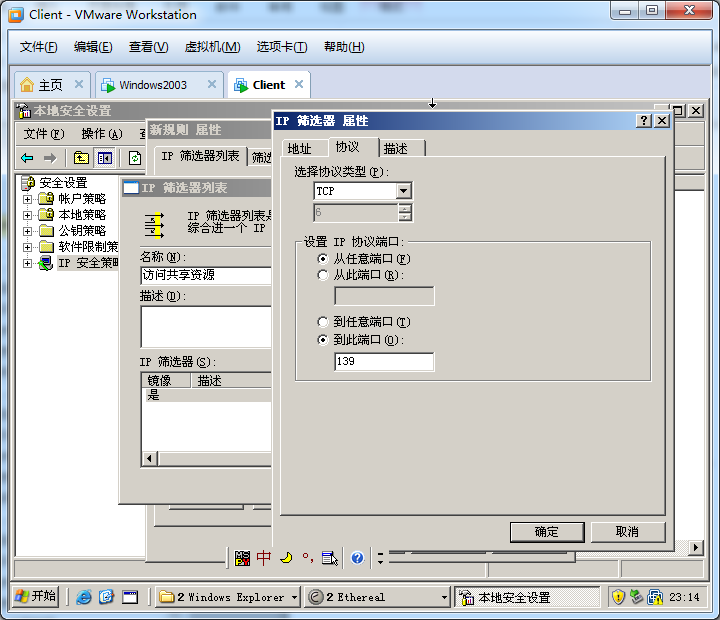 Client - VMware Workstation
文件(F) 编辑(E) 查看(V) 虚拟机(M) 选项卡(T) 帮助(H)
主页 Windows2003 Client
本地安全设置
文件(F) 操作(A)
安全设置
帐户策略
本地策略
公钥策略
软件限制策
IP 安全策略
新规则 属性
IP 筛选器列表 筛选
IP 筛选器列表
IP 筛选器列表是
综合进一个 IP
名称(N):
访问共享资源
描述(D):
IP 筛选器(S):
镜像 描述
是
IP 筛选器 属性
地址 协议 描述
选择协议类型(P):
TCP
6
设置 IP 协议端口:
从任意端口(F)
从此端口(R):
到任意端口(T)
到此端口(O):
139
确定 取消
中
开始 2 Windows Explorer 2 Ethereal 本地安全设置 23:14